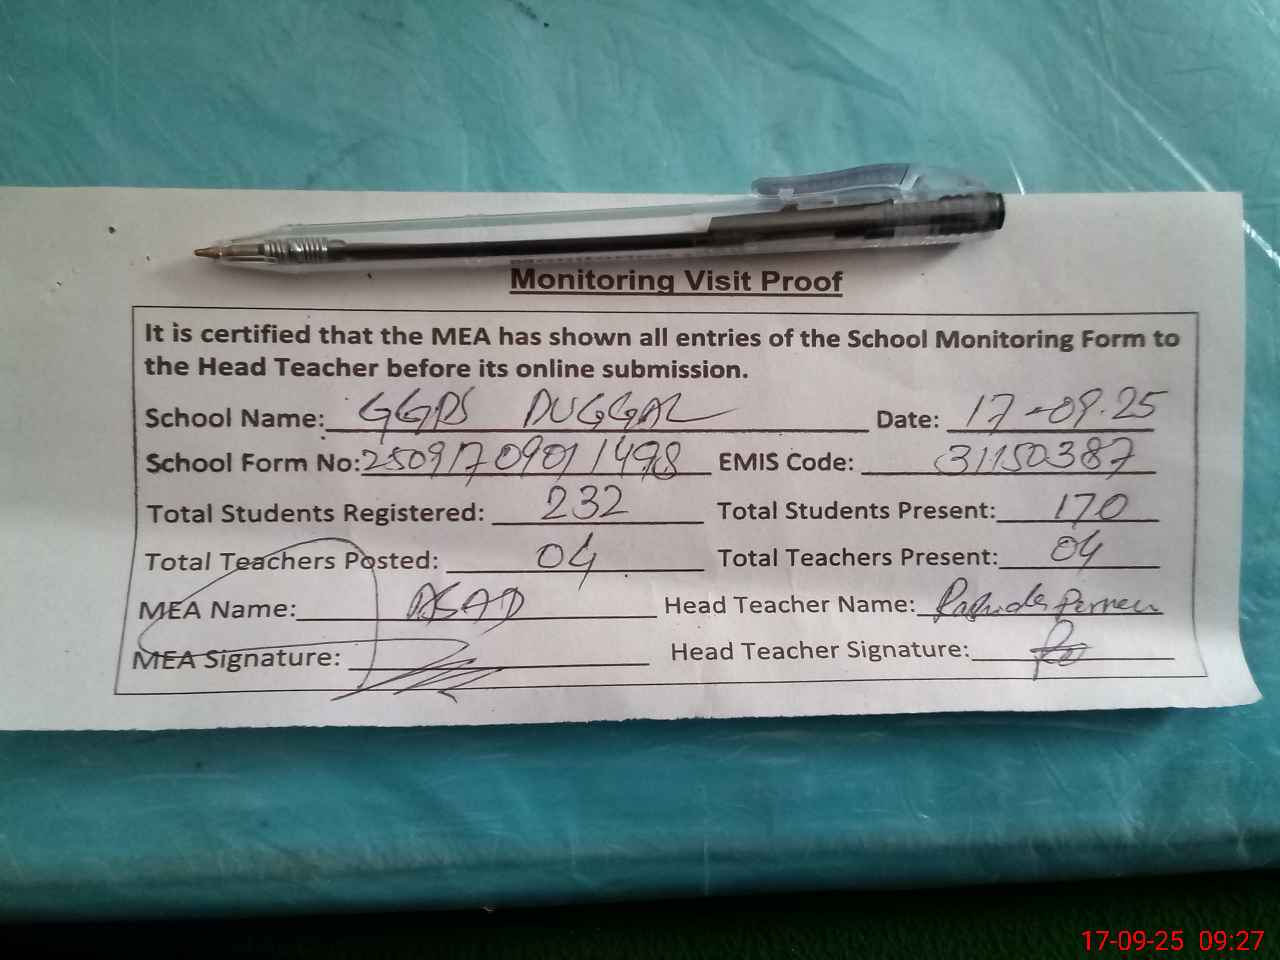 Monitoring Visit Proof
It is certified that the MEA has shown all entries of the School Monitoring Form to
the Head Teacher before its online submission.
School Name: GGPS DUGGAL Date: 17-09.25
School Form No: 25091709011498 EMIS Code: 31150387
Total Students Registered: 232 Total Students Present: 170
Total Teachers Posted: 04 Total Teachers Present: 04
MEA Name: ASAD Head Teacher Name:
MEA Signature: Head Teacher Signature:
17-09-25 09:27